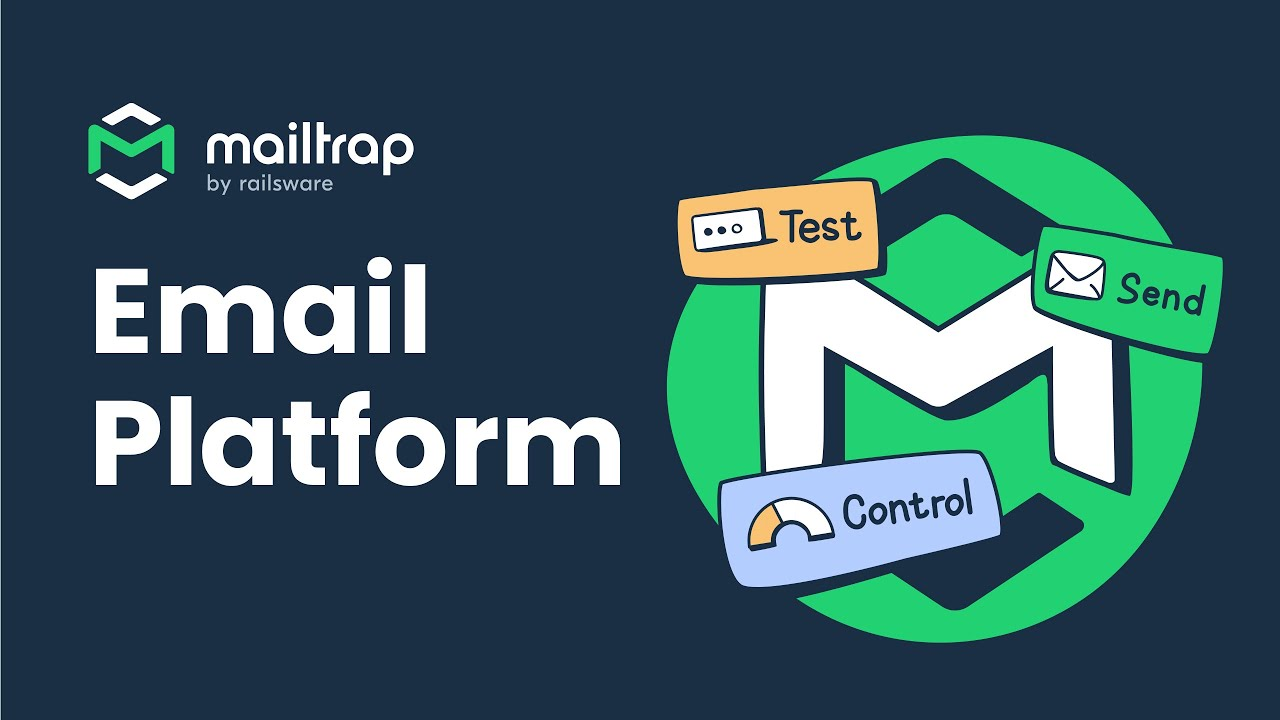 mailtrap
by railsware
Email
Platform
Test
Send
Control